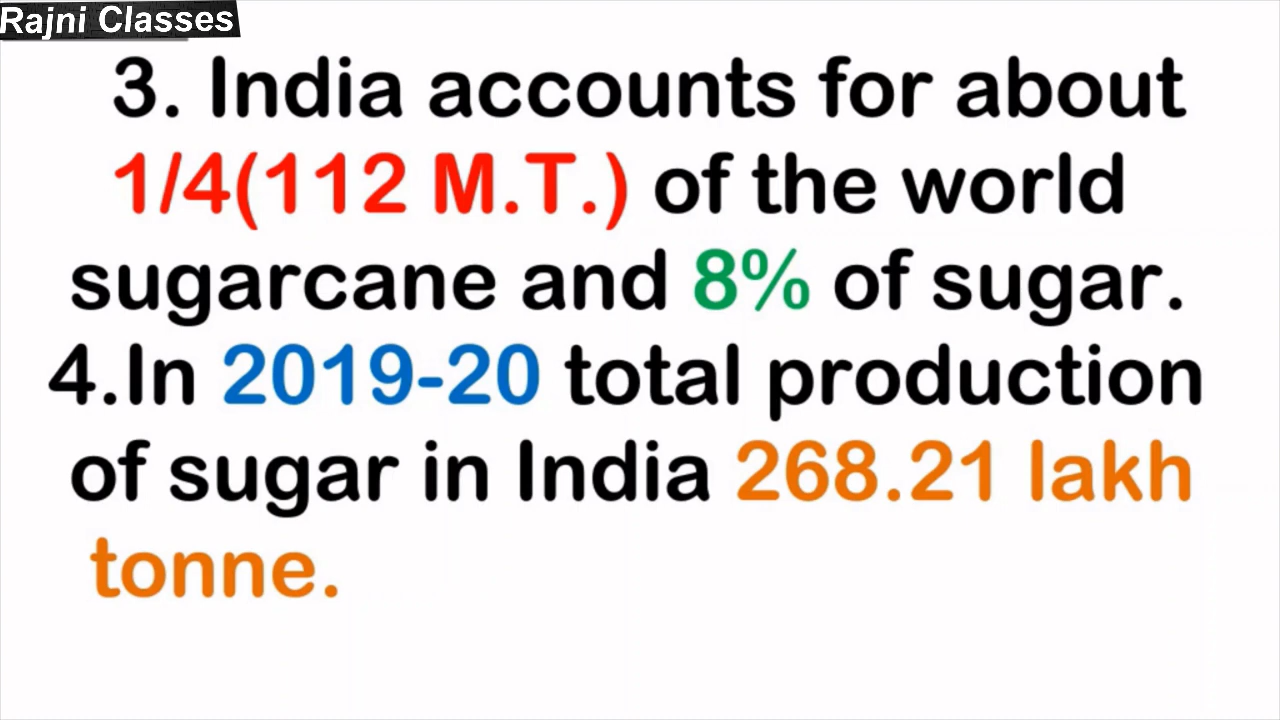 Rajni Classes
3. India accounts for about
1/4(112 M.T.) of the world
sugarcane and 8% of sugar.
4.In 2019-20 total production
of sugar in India 268.21 lakh
tonne.